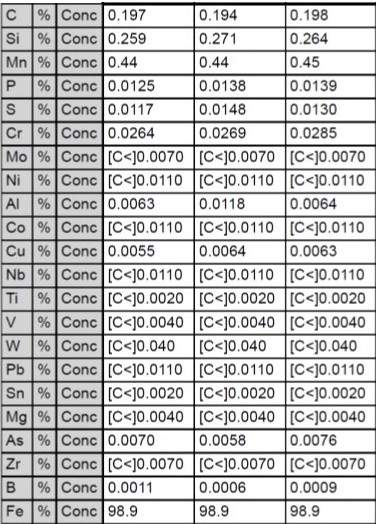 C % Conc 0.197 0.194 0.198
Si % Conc 0.259 0.271 0.264
Mn % Conc 0.44 0.44 0.45
P % Conc 0.0125 0.0138 0.0139
S % Conc 0.0117 0.0148 0.0130
Cr % Conc 0.0264 0.0269 0.0285
Mo % Conc [C<]0.0070 [C<]0.0070 [C<]0.0070
Ni % Conc [C<]0.0110 [C<]0.0110 [C<]0.0110
Al % Conc 0.0063 0.0118 0.0064
Co % Conc [C<]0.0110 [C<]0.0110 [C<]0.0110
Cu % Conc 0.0055 0.0064 0.0063
Nb % Conc [C<]0.0110 [C<]0.0110 [C<]0.0110
Ti % Conc [C<]0.0020 [C<]0.0020 [C<]0.0020
V % Conc [C<]0.0040 [C<]0.0040 [C<]0.0040
W % Conc [C<]0.040 [C<]0.040 [C<]0.040
Pb % Conc [C<]0.0110 [C<]0.0110 [C<]0.0110
Sn % Conc [C<]0.0020 [C<]0.0020 [C<]0.0020
Mg % Conc [C<]0.0040 [C<]0.0040 [C<]0.0040
As % Conc 0.0070 0.0058 0.0076
Zr % Conc [C<]0.0070 [C<]0.0070 [C<]0.0070
B % Conc 0.0011 0.0006 0.0009
Fe % Conc 98.9 98.9 98.9